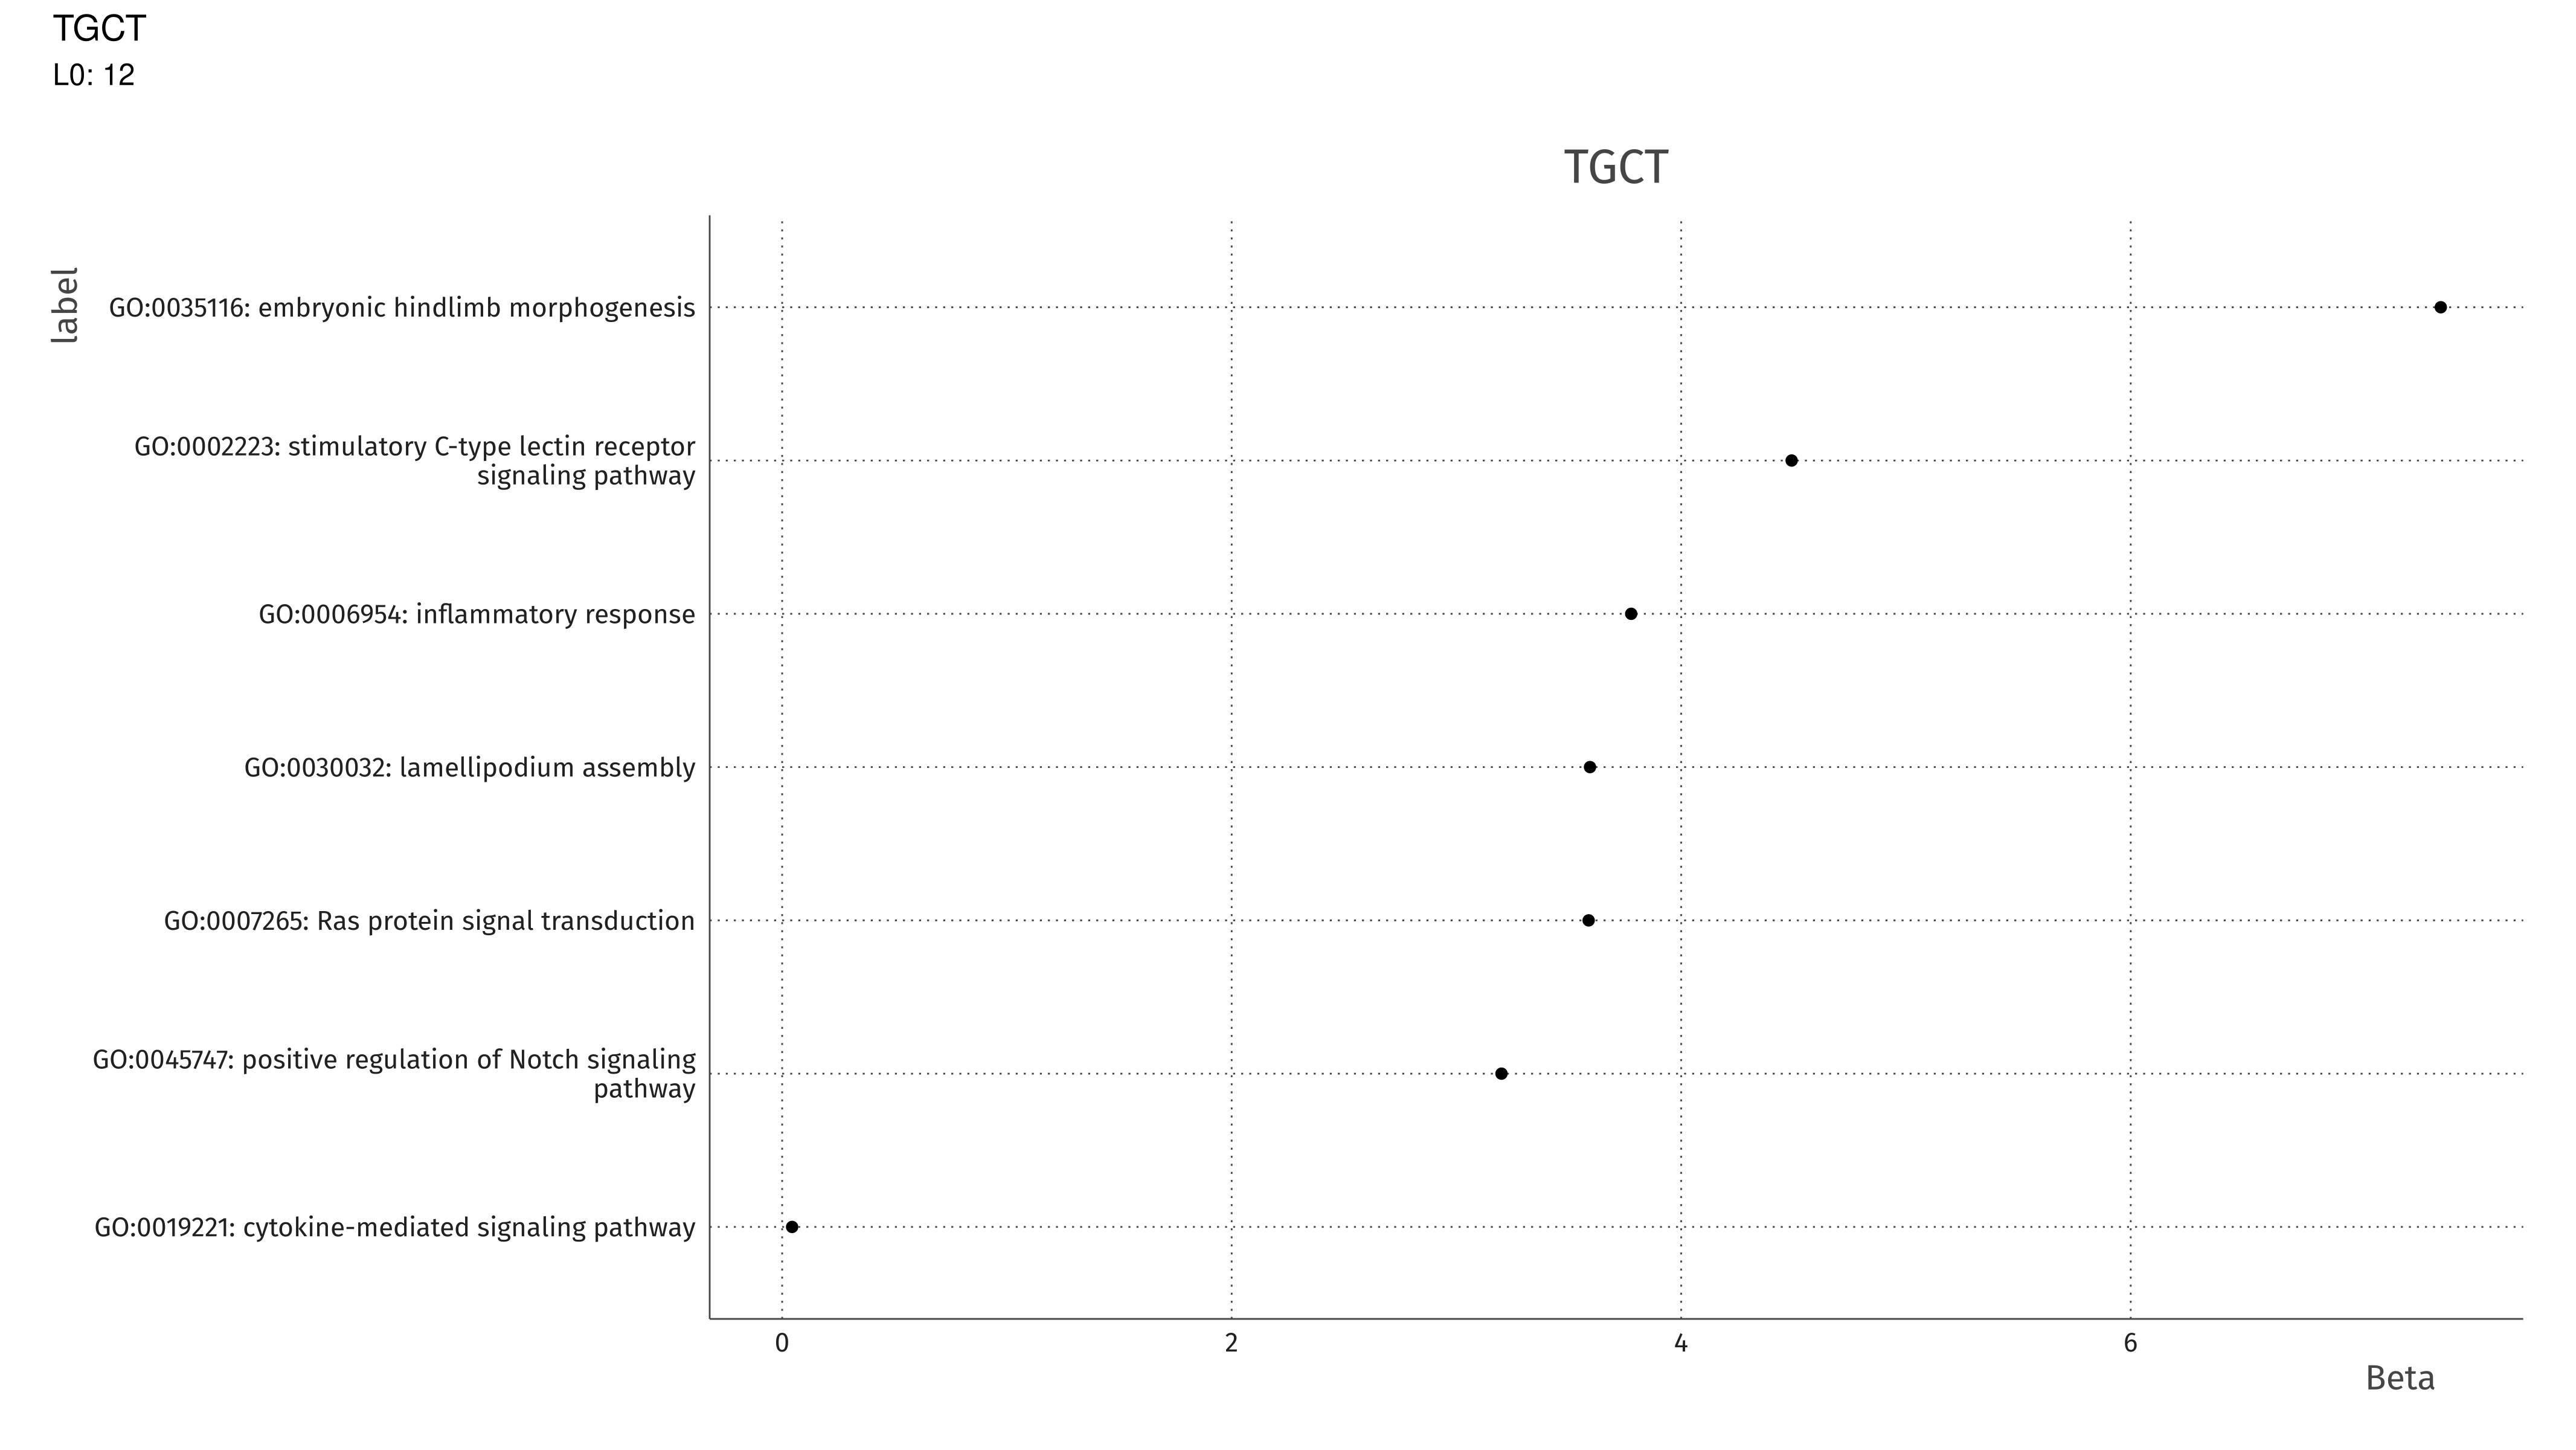 TGCT
L0: 12
TGCT
label
GO:0035116: embryonic hindlimb morphogenesis
GO:0002223: stimulatory C-type lectin receptor
signaling pathway
GO:0006954: inflammatory response
GO:0030032: lamellipodium assembly
GO:0007265: Ras protein signal transduction
GO:0045747: positive regulation of Notch signaling
pathway
GO:0019221: cytokine-mediated signaling pathway
0 2 4 6
Beta